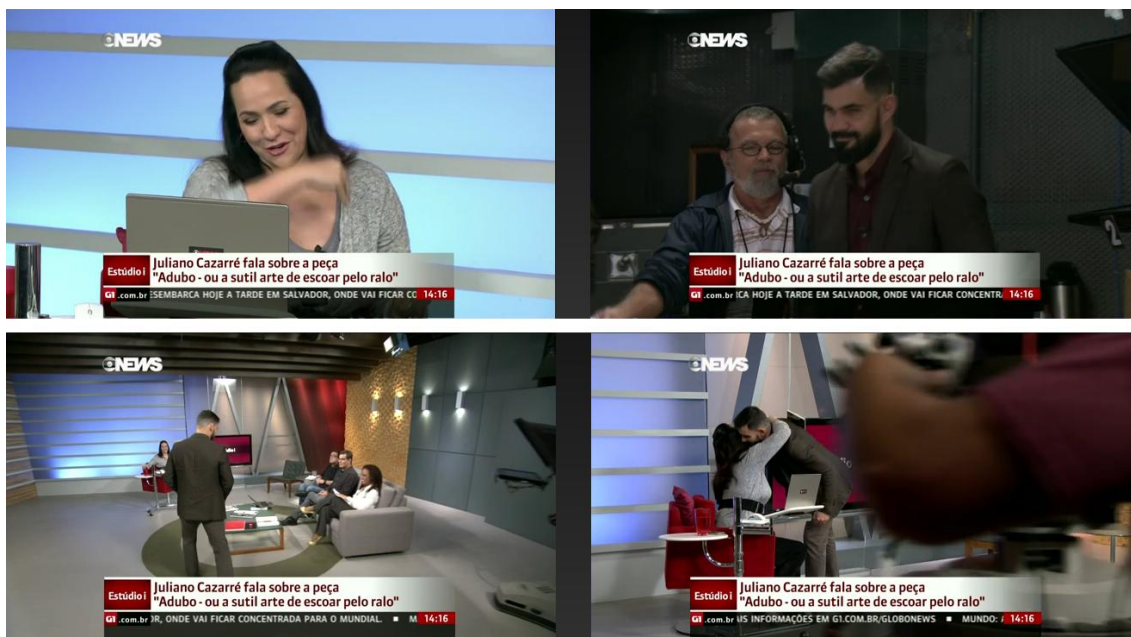 GNEWS
Estúdio i
Juliano Cazarré fala sobre a peça
"Adubo - ou a sutil arte de escoar pelo ralo"
G1 .com.br ESEMBARCA HOJE A TARDE EM SALVADOR, ONDE VAI FICAR CO 14:16
GNEWS
2
Estúdio i
Juliano Cazarré fala sobre a peça
"Adubo - ou a sutil arte de escoar pelo ralo"
G1 .com.br ICA HOJE A TARDE EM SALVADOR, ONDE VAI FICAR CONCENTRA 14:16
GNEWS
Estúdio i
Juliano Cazarré fala sobre a peça
"Adubo - ou a sutil arte de escoar pelo ralo"
G1 .com.br OR, ONDE VAI FICAR CONCENTRADA PARA O MUNDIAL. ■ M 14:16
GNEWS
Estúdio i
Juliano Cazarré fala sobre a peça
"Adubo - ou a sutil arte de escoar pelo ralo"
G1 .com.br IS INFORMAÇÕES EM G1.COM.BR/GLOBONEWS ■ MUNDO: 14:16